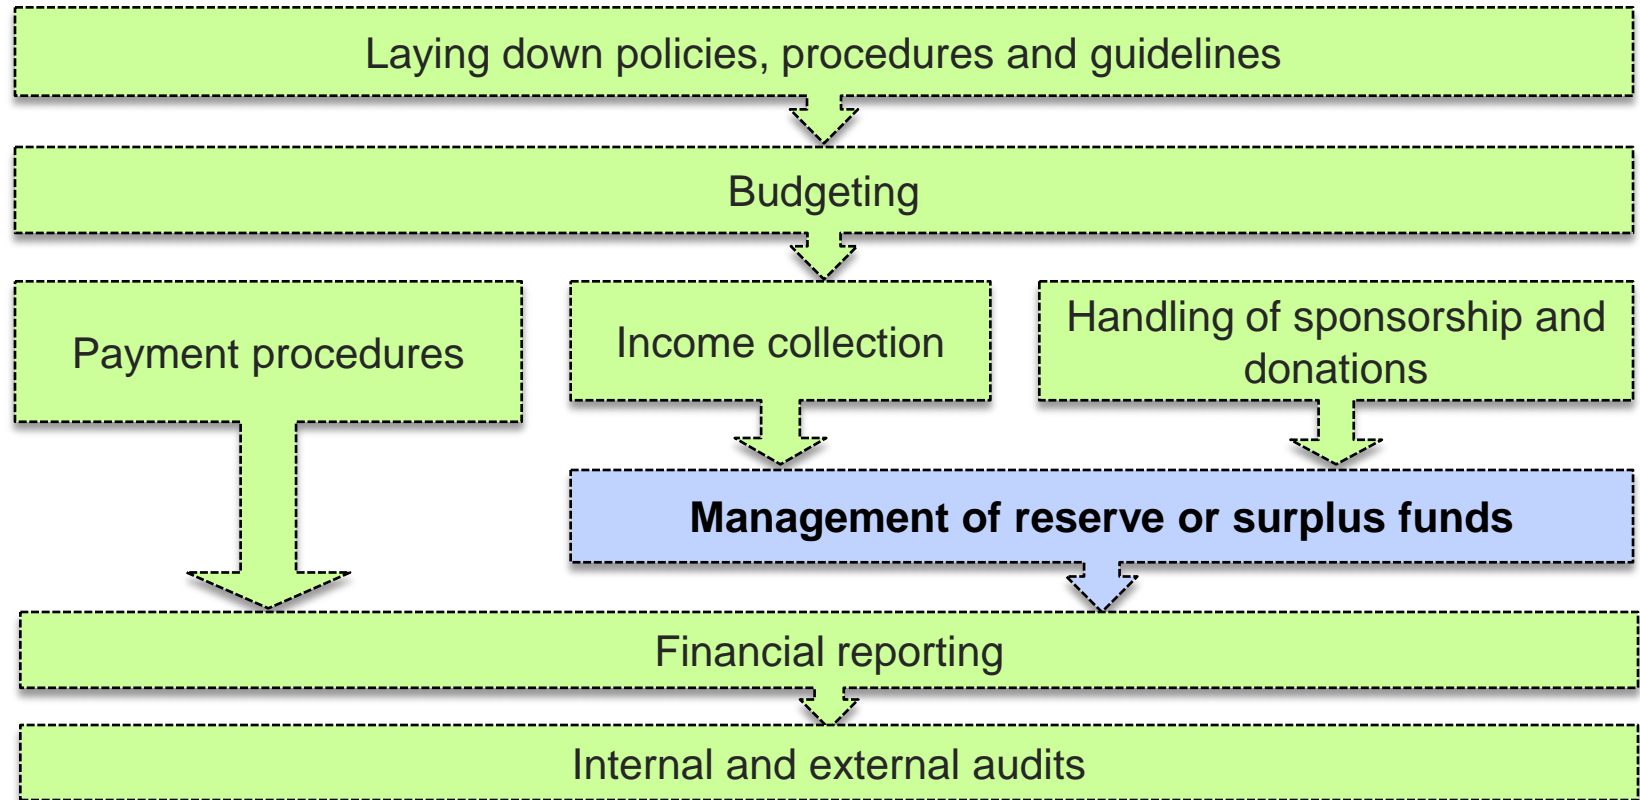 Laying down policies, procedures and guidelines
Budgeting
Payment procedures
Income collection
Handling of sponsorship and
donations
Management of reserve or surplus funds
Financial reporting
Internal and external audits